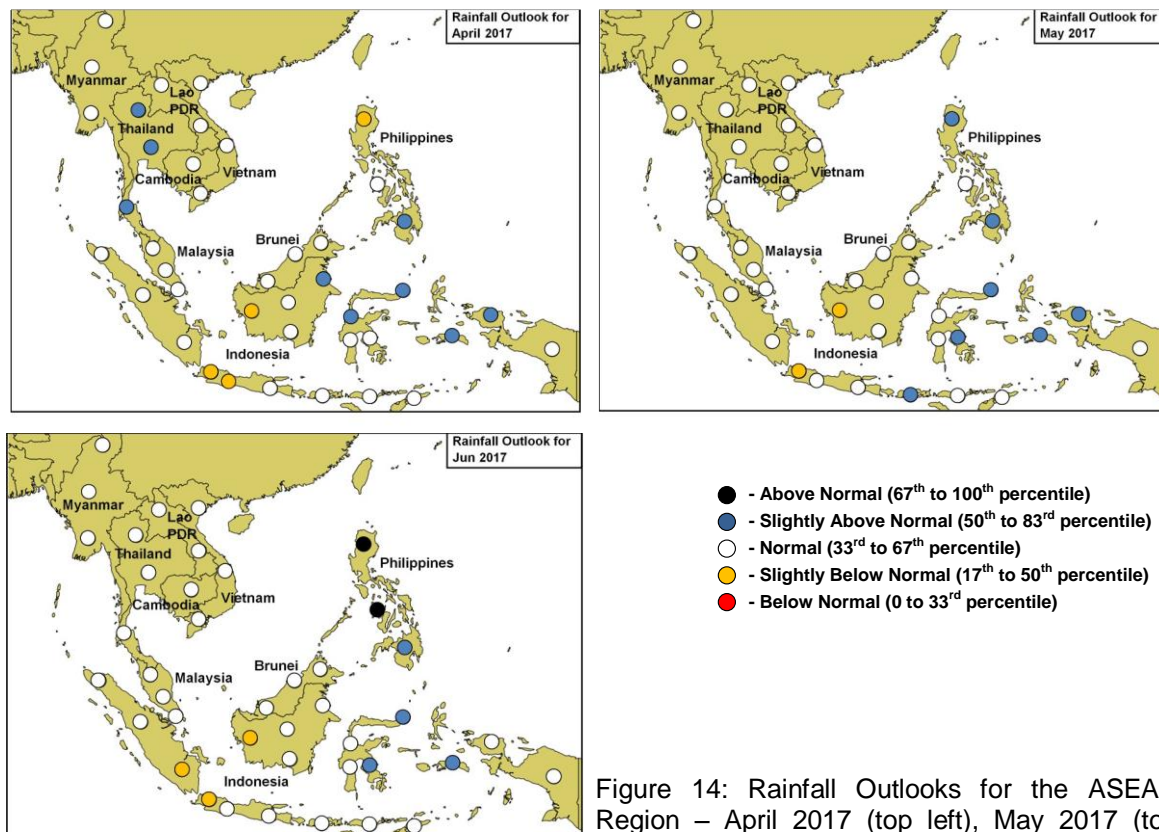 Rainfall Outlook for
April 2017
Myanmar
Lao
PDR
Thailand
Philippines
Cambodia
Vietnam
Brunei
Malaysia
Indonesia
Rainfall Outlook for
May 2017
Myanmar
Lao
PDR
Thailand
Philippines
Cambodia
Vietnam
Brunei
Malaysia
Indonesia
Rainfall Outlook for
Jun 2017
Myanmar
Lao
PDR
Thailand
Philippines
Cambodia
Vietnam
Brunei
Malaysia
Indonesia
- Above Normal (67th to 100th percentile)
- Slightly Above Normal (50th to 83rd percentile)
- Normal (33rd to 67th percentile)
- Slightly Below Normal (17th to 50th percentile)
- Below Normal (0 to 33rd percentile)
Figure 14: Rainfall Outlooks for the ASEA
Region – April 2017 (top left), May 2017 (to